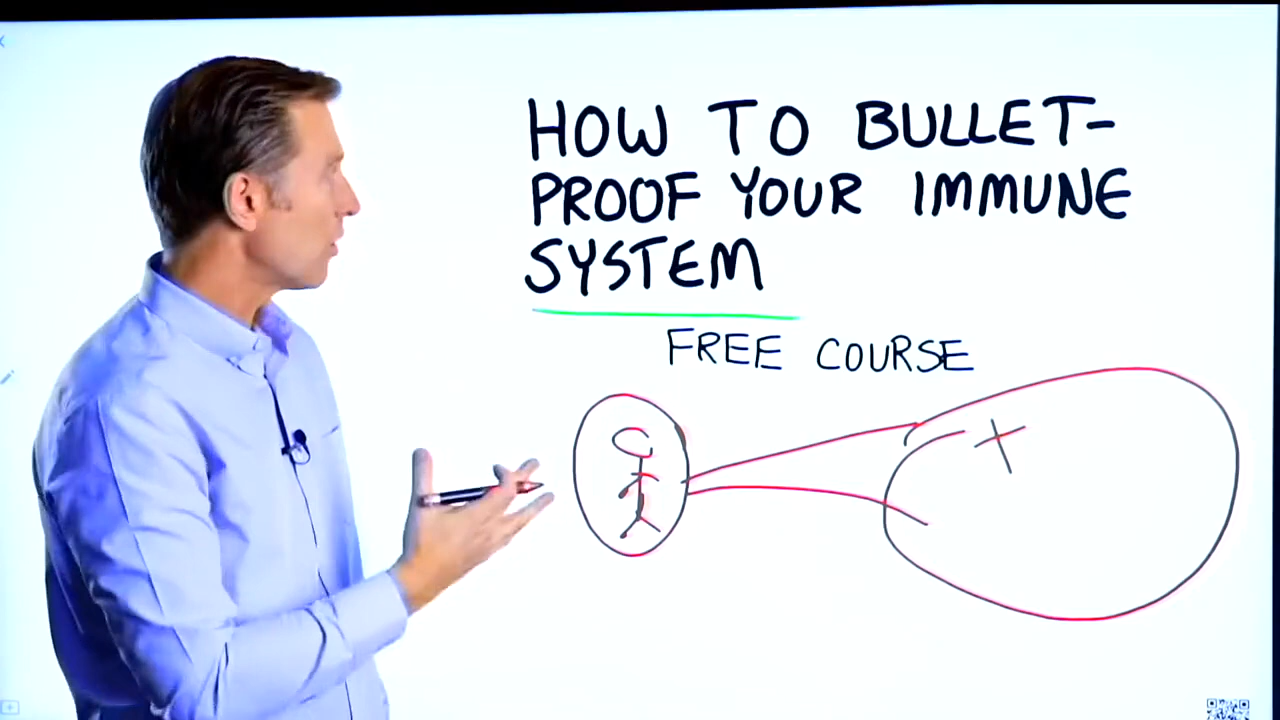 HOW TO BULLET-
PROOF YOUR IMMUNE
SYSTEM
FREE COURSE
X